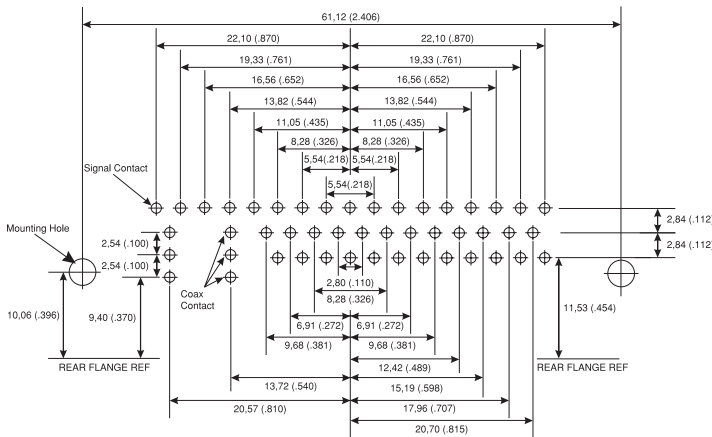 61,12 (2.406)
22,10 (.870) 22,10 (.870)
19,33 (.761) 19,33 (.761)
16,56 (.652) 16,56 (.652)
13,82 (.544) 13,82 (.544)
11,05 (.435) 11,05 (.435)
8,28 (.326) 8,28 (.326)
5,54(.218) 5,54(.218)
Signal Contact
5,54(.218)
Mounting Hole
2,84 (.112)
2,54 (.100)
2,84 (.112)
2,54 (.100)
Coax
Contact
2,80 (.110)
8,28 (.326)
10,06 (.396)
9,40 (.370)
11,53 (.454)
6,91 (.272) 6,91 (.272)
9,68 (.381) 9,68 (.381)
REAR FLANGE REF
REAR FLANGE REF
12,42 (.489)
13,72 (.540)
15,19 (.598)
20,57 (.810)
17,96 (.707)
20,70 (.815)